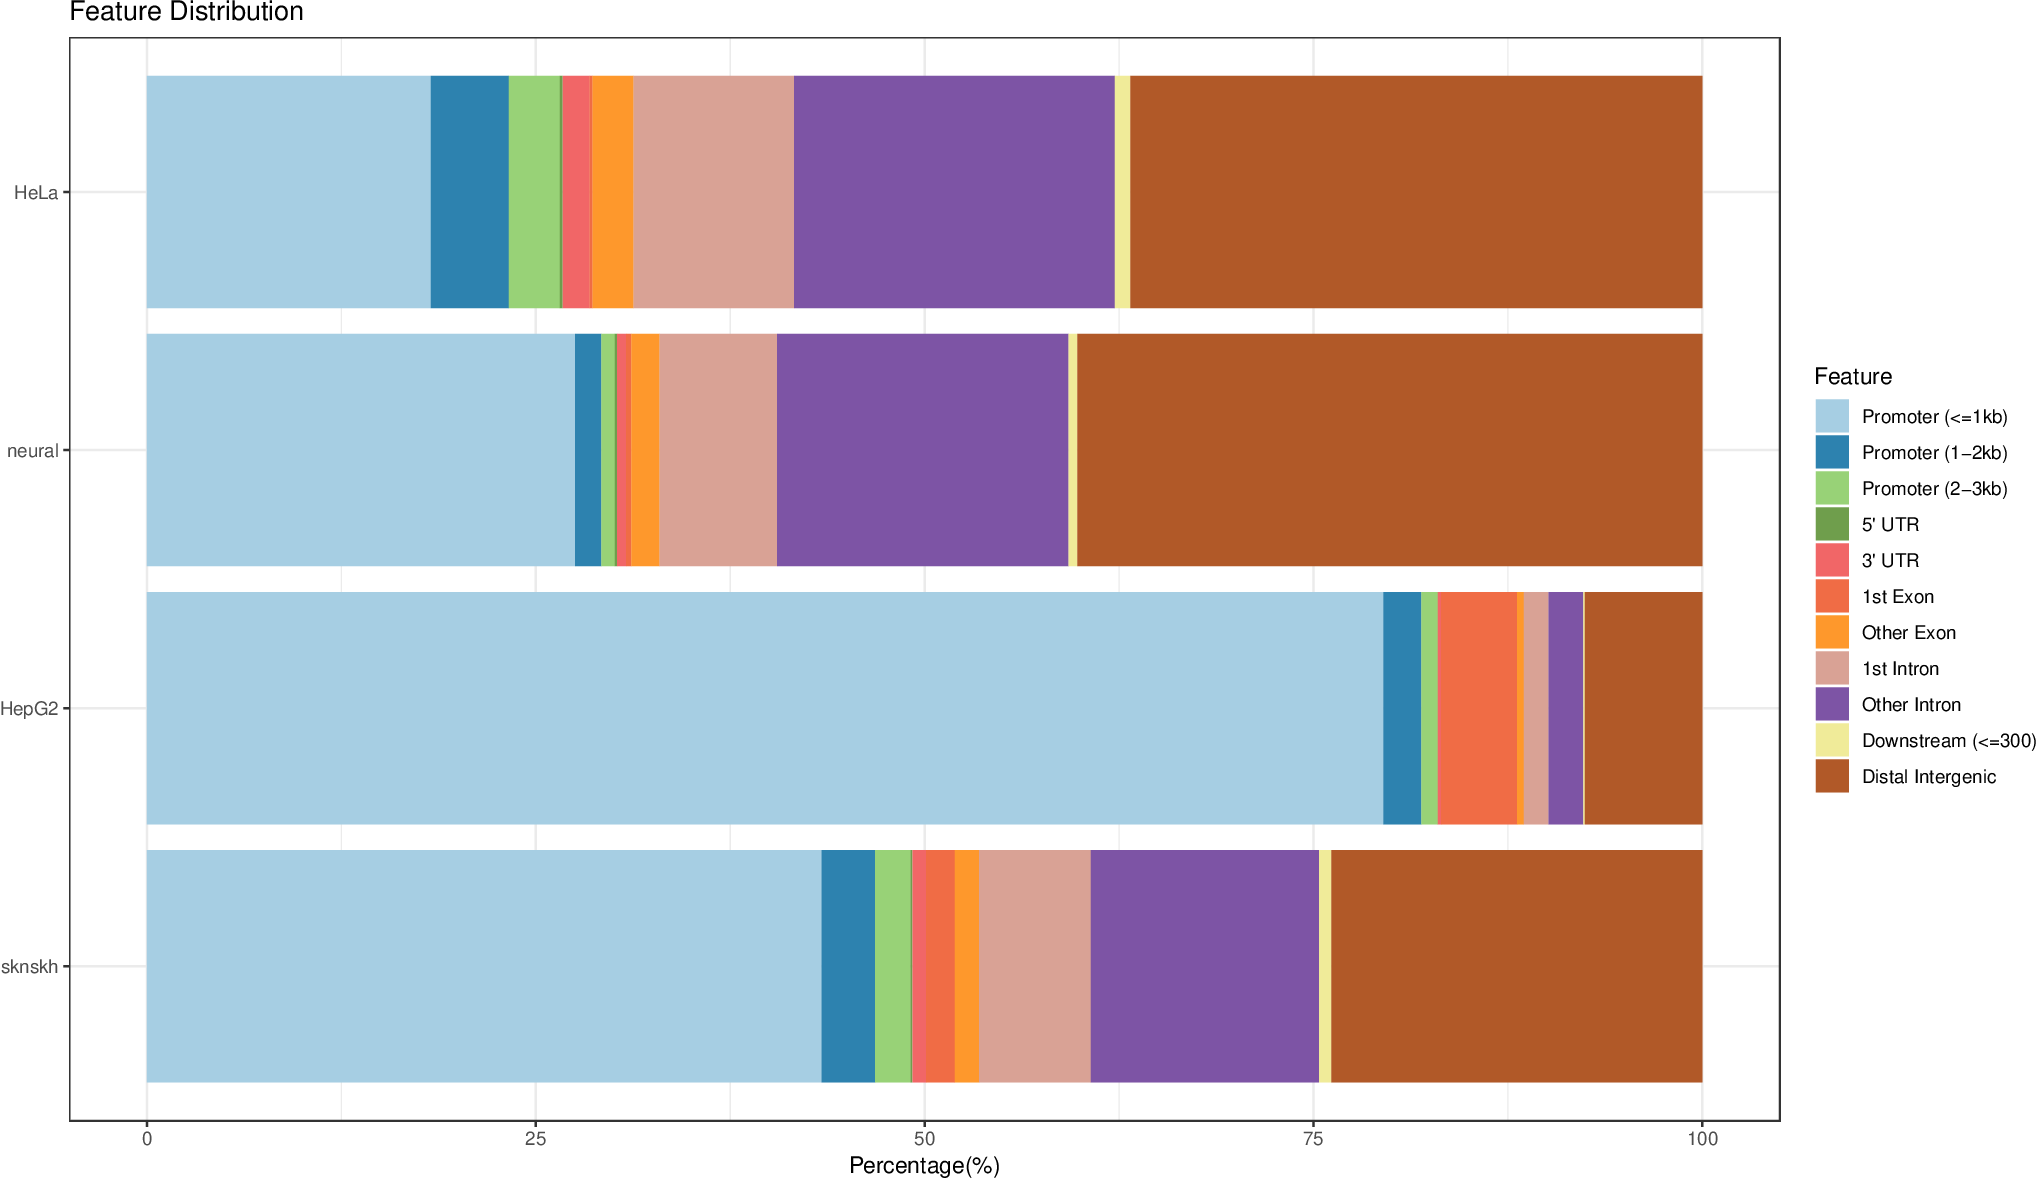 Feature Distribution
HeLa
neural
HepG2
sknskh
0
25
50
75
100
Percentage(%)
Feature
Promoter (<=1kb)
Promoter (1−2kb)
Promoter (2−3kb)
5' UTR
3' UTR
1st Exon
Other Exon
1st Intron
Other Intron
Downstream (<=300)
Distal Intergenic